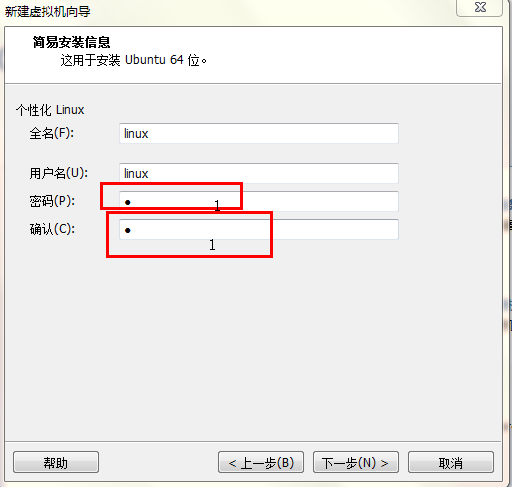 新建虚拟机向导
简易安装信息
这用于安装 Ubuntu 64 位。
个性化 Linux
全名(F): linux
用户名(U): linux
密码(P): ● 1
确认(C): ●
1
帮助 < 上一步(B) 下一步(N) > 取消